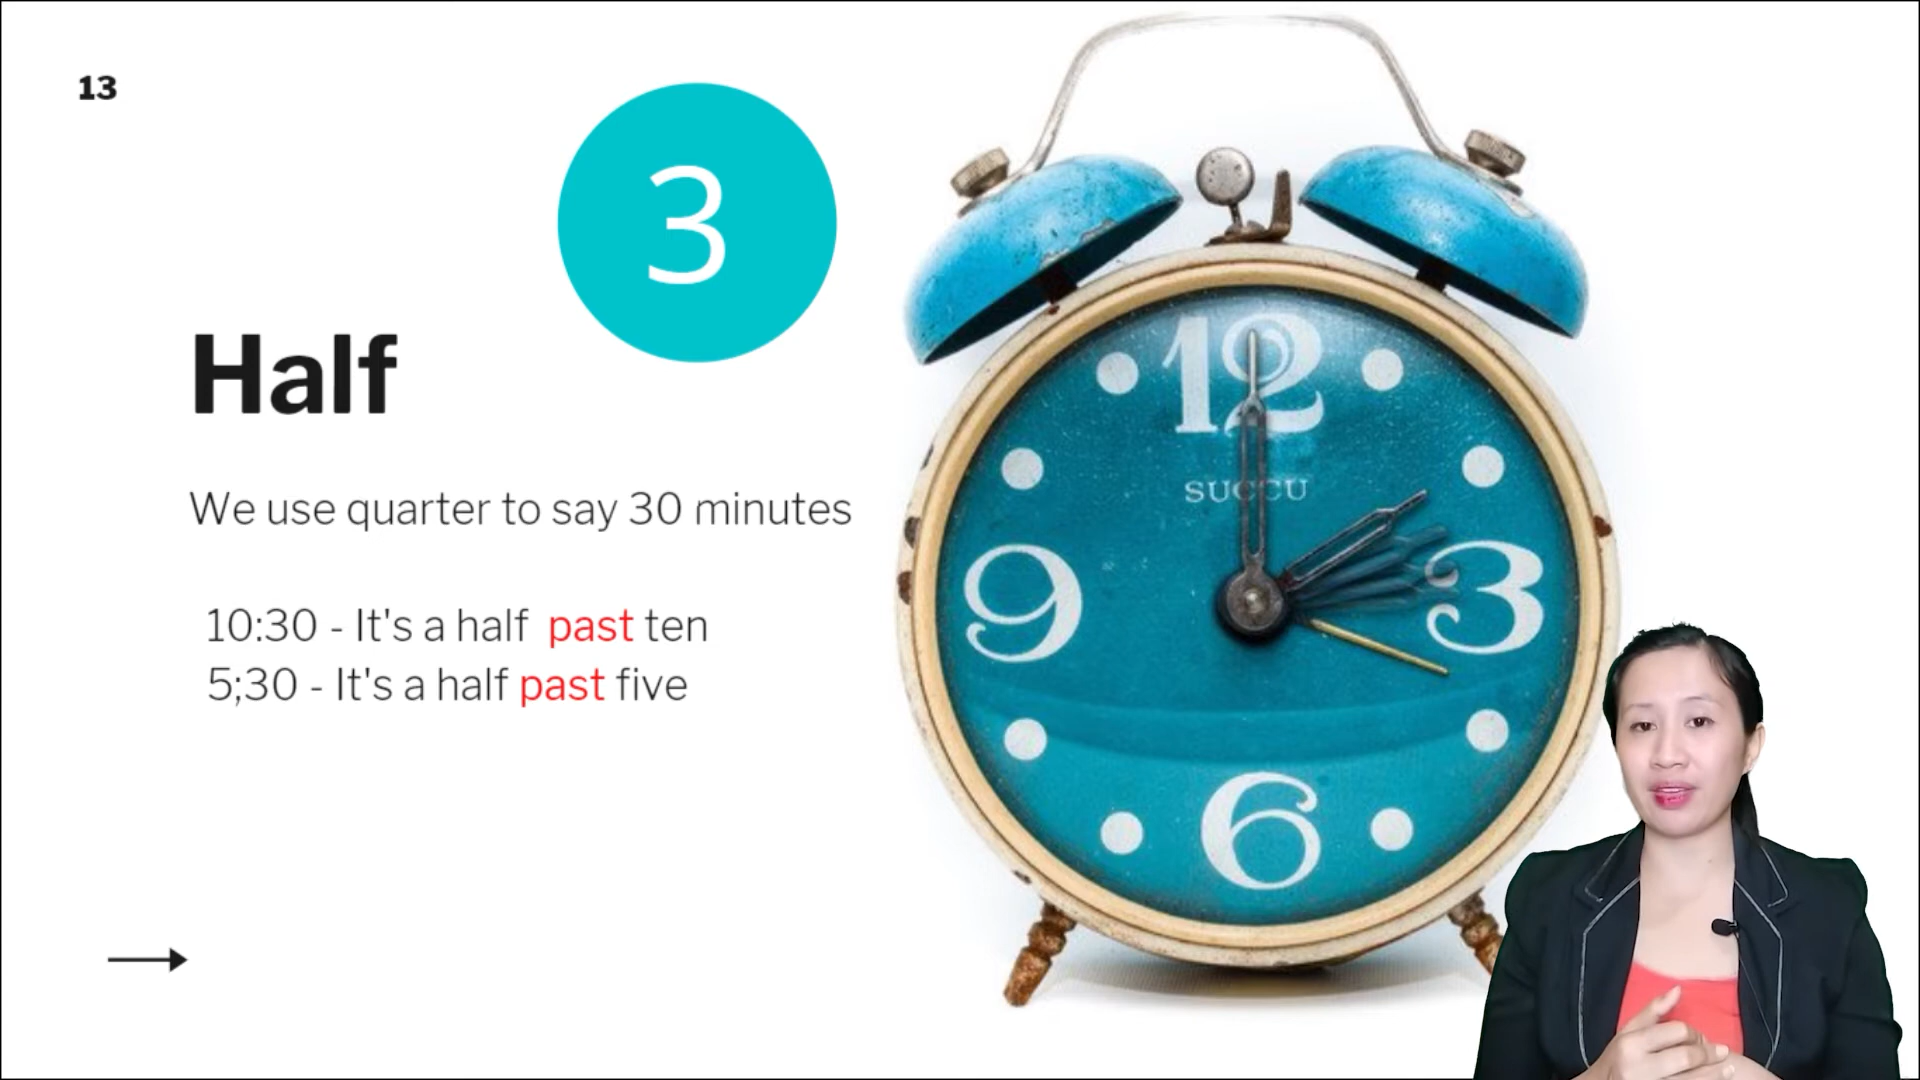 13
3
Half
We use quarter to say 30 minutes
10:30 - It's a half past ten
5;30 - It's a half past five
12
SUCCU
9
3
6